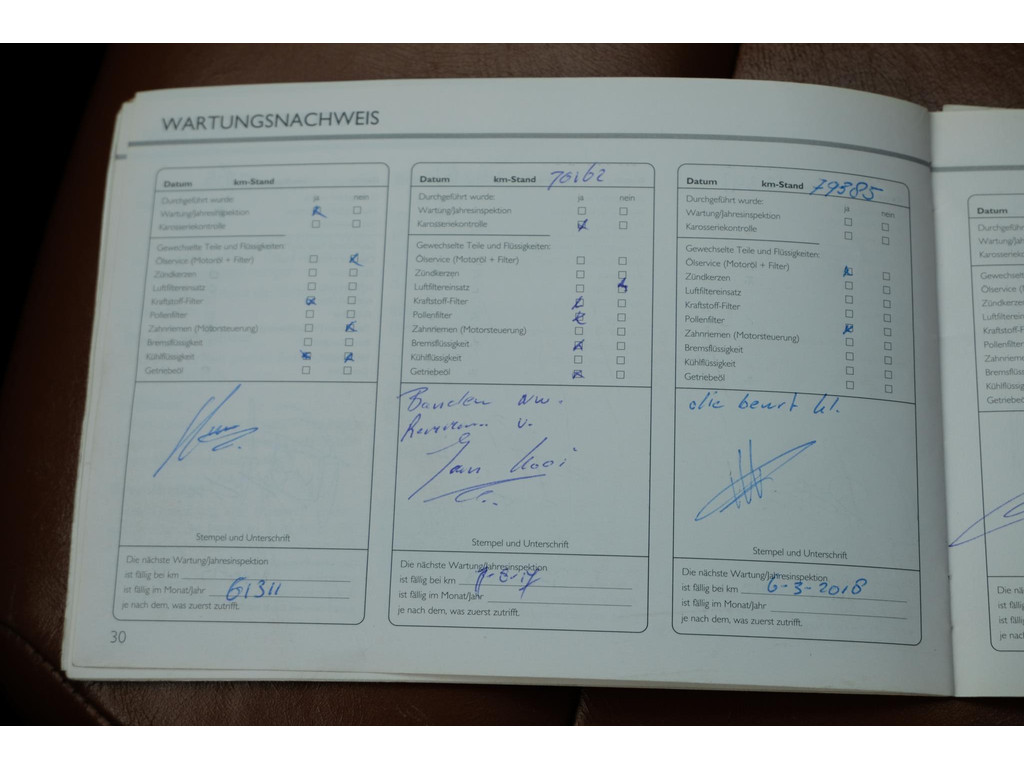 WARTUNGSNACHWEIS
Datum km-Stand
Durchgeführt wurde: ja nein
Wartung/Jahresinspektion
Karosseriekontrolle
Gewechselte Teile und Flüssigkeiten:
Ölservice (Motoröl + Filter)
Zündkerzen
Luftfiltereinsatz
Kraftstoff-Filter
Pollenfilter
Zahnriemen (Motorsteuerung)
Bremsflüssigkeit
Kühlflüssigkeit
Getriebeöl
Stempel und Unterschrift
Die nächste Wartung/Jahresinspektion
ist fällig bei km
ist fällig im Monat/Jahr 61311
je nach dem, was zuerst zutrifft.
30
Datum km-Stand 70162
Durchgeführt wurde: ja nein
Wartung/Jahresinspektion
Karosseriekontrolle
Gewechselte Teile und Flüssigkeiten:
Ölservice (Motoröl + Filter)
Zündkerzen
Luftfiltereinsatz
Kraftstoff-Filter
Pollenfilter
Zahnriemen (Motorsteuerung)
Bremsflüssigkeit
Kühlflüssigkeit
Getriebeöl
Banden
Jan Kooi
Stempel und Unterschrift
Die nächste Wartung/Jahresinspektion
ist fällig bei km
ist fällig im Monat/Jahr
je nach dem, was zuerst zutrifft.
Datum km-Stand 79385
Durchgeführt wurde: ja nein
Wartung/Jahresinspektion
Karosseriekontrolle
Gewechselte Teile und Flüssigkeiten:
Ölservice (Motoröl + Filter)
Zündkerzen
Luftfiltereinsatz
Kraftstoff-Filter
Pollenfilter
Zahnriemen (Motorsteuerung)
Bremsflüssigkeit
Kühlflüssigkeit
Getriebeöl
olie beurt kl.
Stempel und Unterschrift
Die nächste Wartung/Jahresinspektion
ist fällig bei km 6-3-2018
ist fällig im Monat/Jahr
je nach dem, was zuerst zutrifft.
Datum